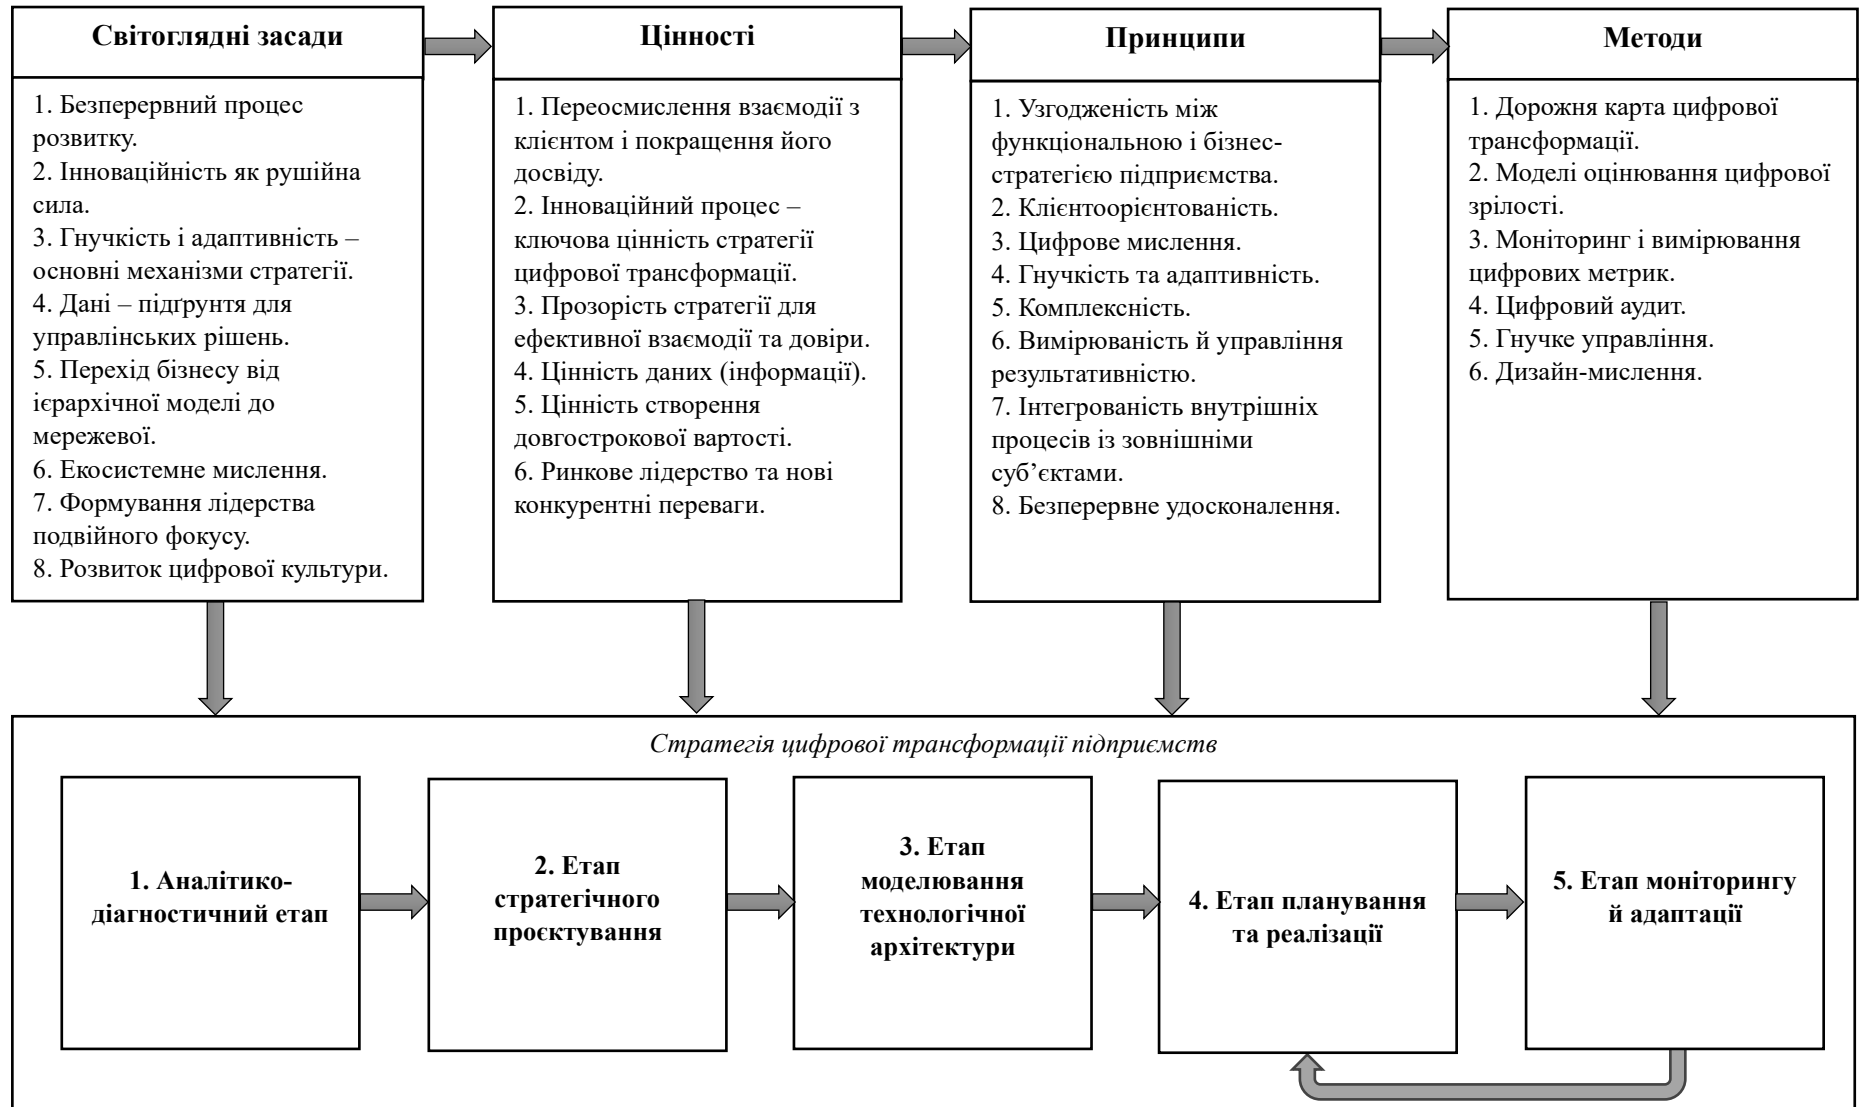 Світоглядні засади
1. Безперервний процес
розвитку.
2. Інноваційність як рушійна
сила.
3. Гнучкість і адаптивність –
основні механізми стратегії.
4. Дані – підґрунтя для
управлінських рішень.
5. Перехід бізнесу від
ієрархічної моделі до
мережевої.
6. Екосистемне мислення.
7. Формування лідерства
подвійного фокусу.
8. Розвиток цифрової культури.
Цінності
1. Переосмислення взаємодії з
клієнтом і покращення його
досвіду.
2. Інноваційний процес –
ключова цінність стратегії
цифрової трансформації.
3. Прозорість стратегії для
ефективної взаємодії та довіри.
4. Цінність даних (інформації).
5. Цінність створення
довгострокової вартості.
6. Ринкове лідерство та нові
конкурентні переваги.
Принципи
1. Узгодженість між
функціональною і бізнес-
стратегією підприємства.
2. Клієнтоорієнтованість.
3. Цифрове мислення.
4. Гнучкість та адаптивність.
5. Комплексність.
6. Вимірюваність й управління
результативністю.
7. Інтегрованість внутрішніх
процесів із зовнішніми
суб’єктами.
8. Безперервне удосконалення.
Методи
1. Дорожня карта цифрової
трансформації.
2. Моделі оцінювання цифрової
зрілості.
3. Моніторинг і вимірювання
цифрових метрик.
4. Цифровий аудит.
5. Гнучке управління.
6. Дизайн-мислення.
Стратегія цифрової трансформації підприємств
1. Аналітико-
діагностичний етап
2. Етап
стратегічного
проєктування
3. Етап
моделювання
технологічної
архітектури
4. Етап планування
та реалізації
5. Етап моніторингу
й адаптації